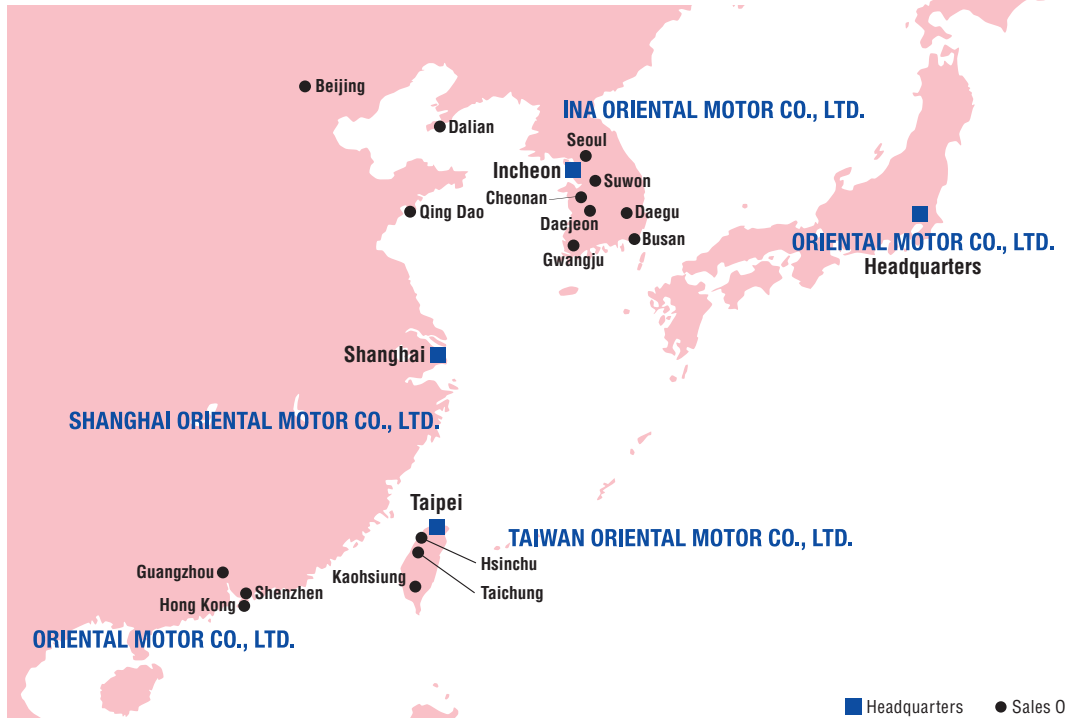 Beijing
Dalian
INA ORIENTAL MOTOR CO., LTD.
Seoul
Incheon
Suwon
Cheonan
Qing Dao
Daejeon
Daegu
Busan
Gwangju
ORIENTAL MOTOR CO., LTD.
Headquarters
Shanghai
SHANGHAI ORIENTAL MOTOR CO., LTD.
Taipei
TAIWAN ORIENTAL MOTOR CO., LTD.
Hsinchu
Taichung
Kaohsiung
Guangzhou
Shenzhen
Hong Kong
ORIENTAL MOTOR CO., LTD.
Headquarters
Sales O